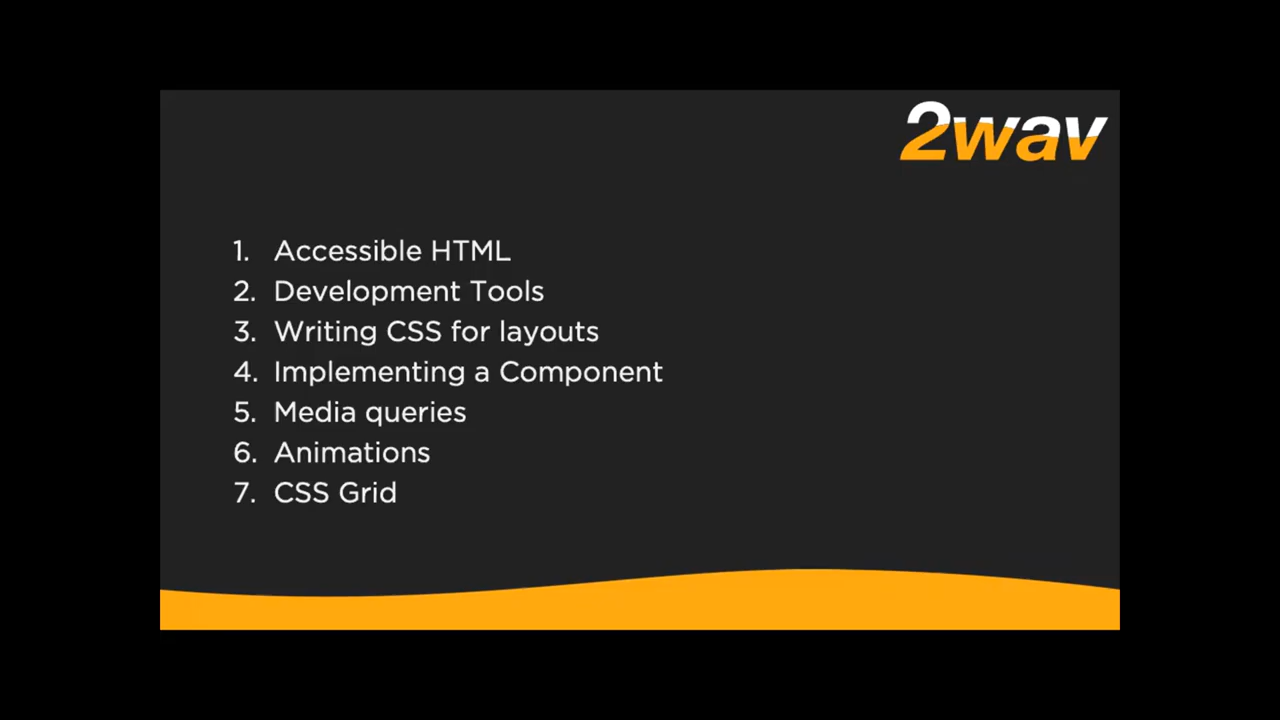 2wav
1. Accessible HTML
2. Development Tools
3. Writing CSS for layouts
4. Implementing a Component
5. Media queries
6. Animations
7. CSS Grid